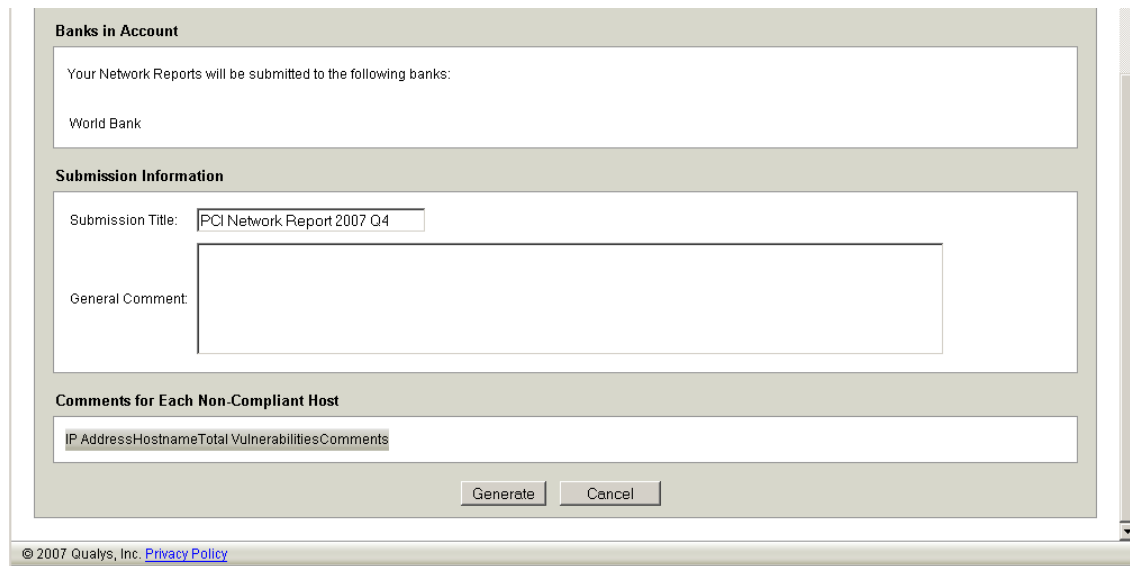 Banks in Account
Your Network Reports will be submitted to the following banks:
World Bank
Submission Information
Submission Title: PCI Network Report 2007 Q4
General Comment:
Comments for Each Non-Compliant Host
IP AddressHostnameTotal VulnerabilitiesComments
Generate Cancel
© 2007 Qualys, Inc. Privacy Policy